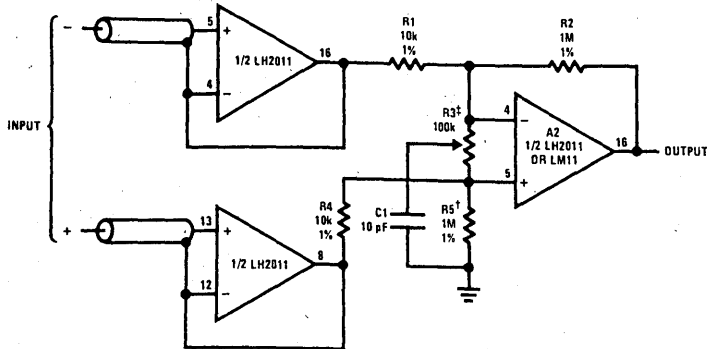 INPUT
−
5
+
4
−
1/2 LH2011
16
R1
10k
1%
R2
1M
1%
R3‡
100k
4
−
A2
1/2 LH2011
OR LM11
5
+
16
OUTPUT
R4
10k
1%
C1
10 pF
R5†
1M
1%
+
13
+
12
−
1/2 LH2011
8